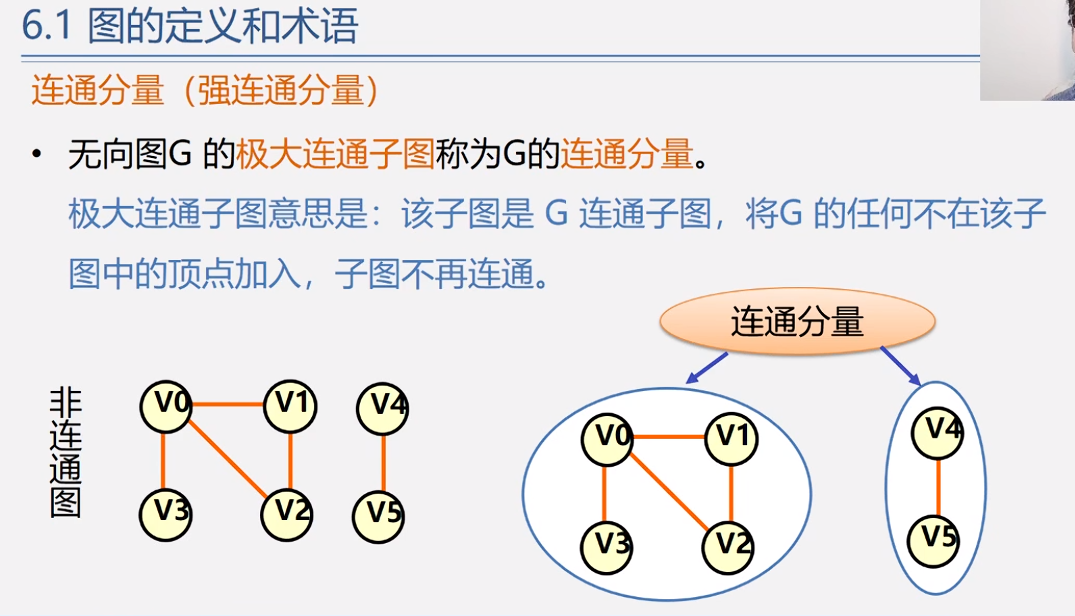 6.1 图的定义和术语
连通分量（强连通分量）
• 无向图G 的极大连通子图称为G的连通分量。
极大连通子图意思是：该子图是 G 连通子图，将G 的任何不在该子
图中的顶点加入，子图不再连通。
连通分量
非连通图
V0 V1 V4
V3 V2 V5
V0 V1 V4
V3 V2 V5